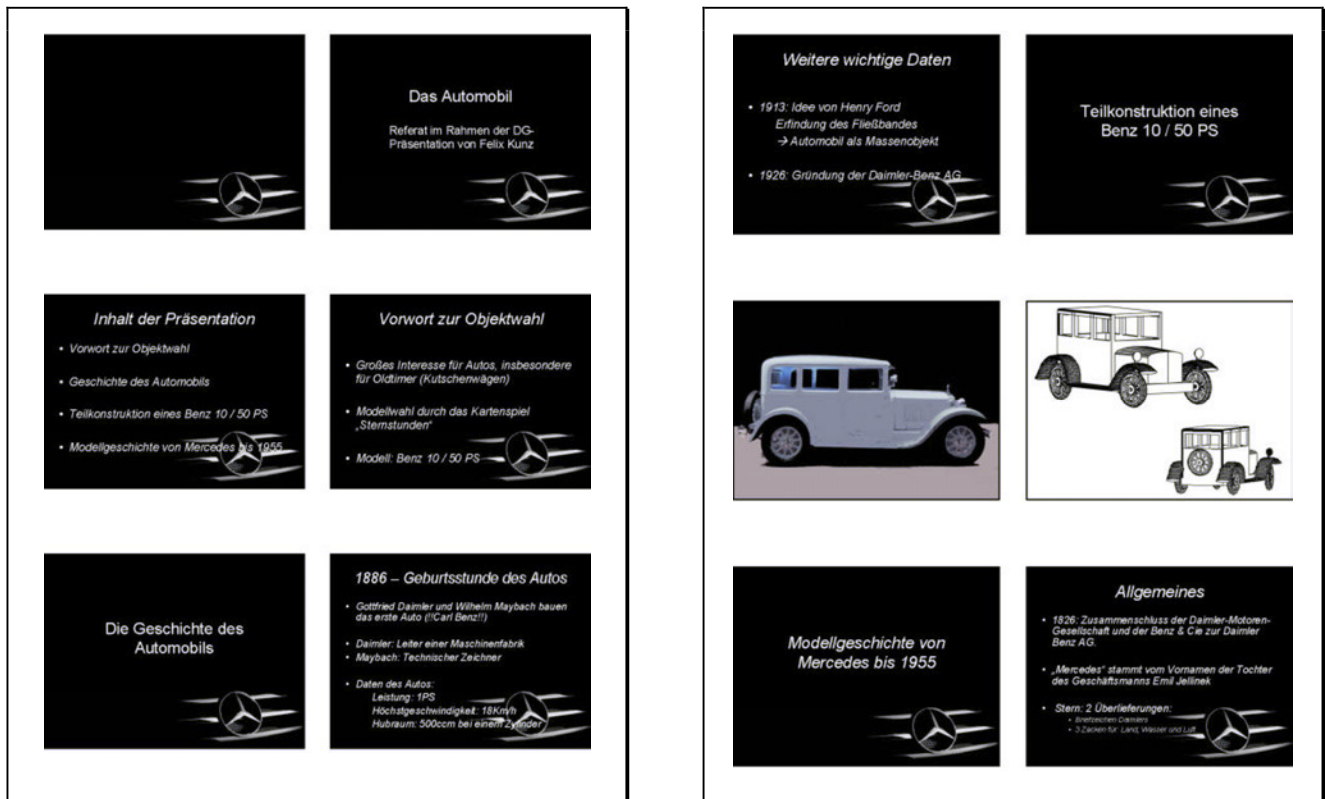 Das Automobil
Referat im Rahmen der DG-
Präsentation von Felix Kunz
Inhalt der Präsentation
• Vorwort zur Objektwahl
• Geschichte des Automobils
• Teilkonstruktion eines Benz 10 / 50 PS
• Modellgeschichte von Mercedes bis 1955
Vorwort zur Objektwahl
• Großes Interesse für Autos, insbesondere
für Oldtimer (Kutschenwägen)
• Modellwahl durch das Kartenspiel
„Sternstunden"
• Modell: Benz 10 / 50 PS
Die Geschichte des
Automobils
1886 – Geburtsstunde des Autos
• Gottfried Daimler und Wilhelm Maybach bauen
das erste Auto (!!Carl Benz!!)
• Daimler: Leiter einer Maschinenfabrik
• Maybach: Technischer Zeichner
• Daten des Autos:
Leistung: 1PS
Höchstgeschwindigkeit: 18Km/h
Hubraum: 500ccm bei einem Zylinder
Weitere wichtige Daten
• 1913: Idee von Henry Ford
Erfindung des Fließbandes
→ Automobil als Massenobjekt
• 1926: Gründung der Daimler-Benz AG
Teilkonstruktion eines
Benz 10 / 50 PS
Modellgeschichte von
Mercedes bis 1955
Allgemeines
• 1826: Zusammenschluss der Daimler-Motoren-
Gesellschaft und der Benz & Cie zur Daimler
Benz AG.
• „Mercedes" stammt vom Vornamen der Tochter
des Geschäftsmanns Emil Jellinek
• Stern: 2 Überlieferungen:
• Briefzeichen Daimlers
• 3 Zacken für: Land, Wasser und Luft